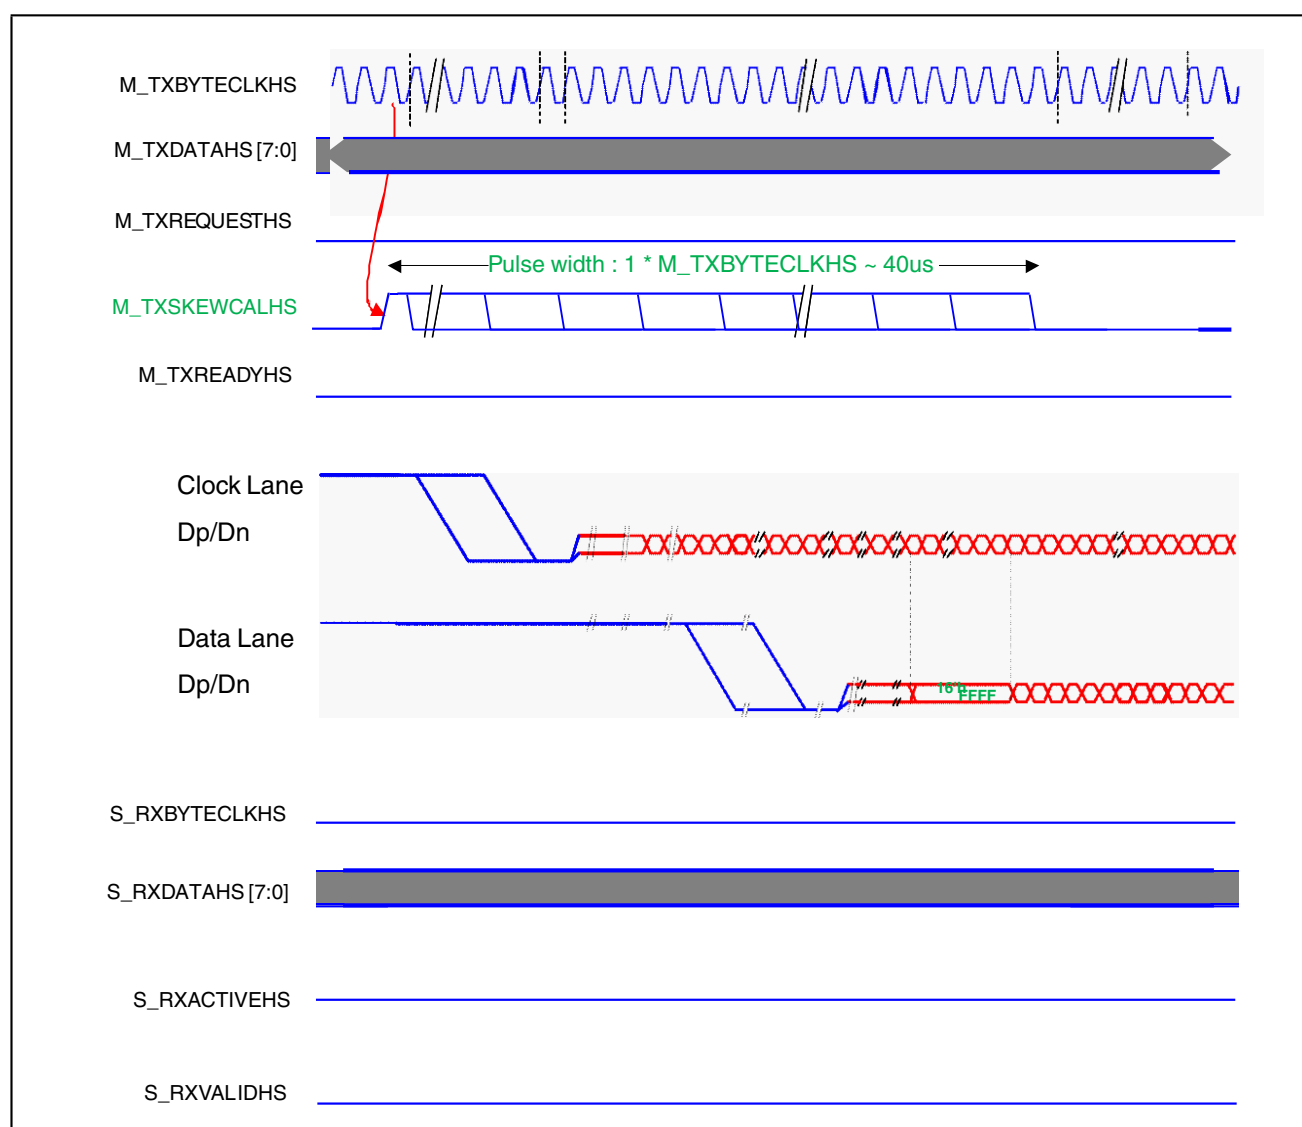 M_TXBYTECLKHS
M_TXDATAHS [7:0]
M_TXREQUESTHS
Pulse width : 1 * M_TXBYTECLKHS ~ 40us
M_TXSKEWCALHS
M_TXREADYHS
Clock Lane
Dp/Dn
Data Lane
Dp/Dn
16'h
FFFF
S_RXBYTECLKHS
S_RXDATAHS [7:0]
S_RXACTIVEHS
S_RXVALIDHS